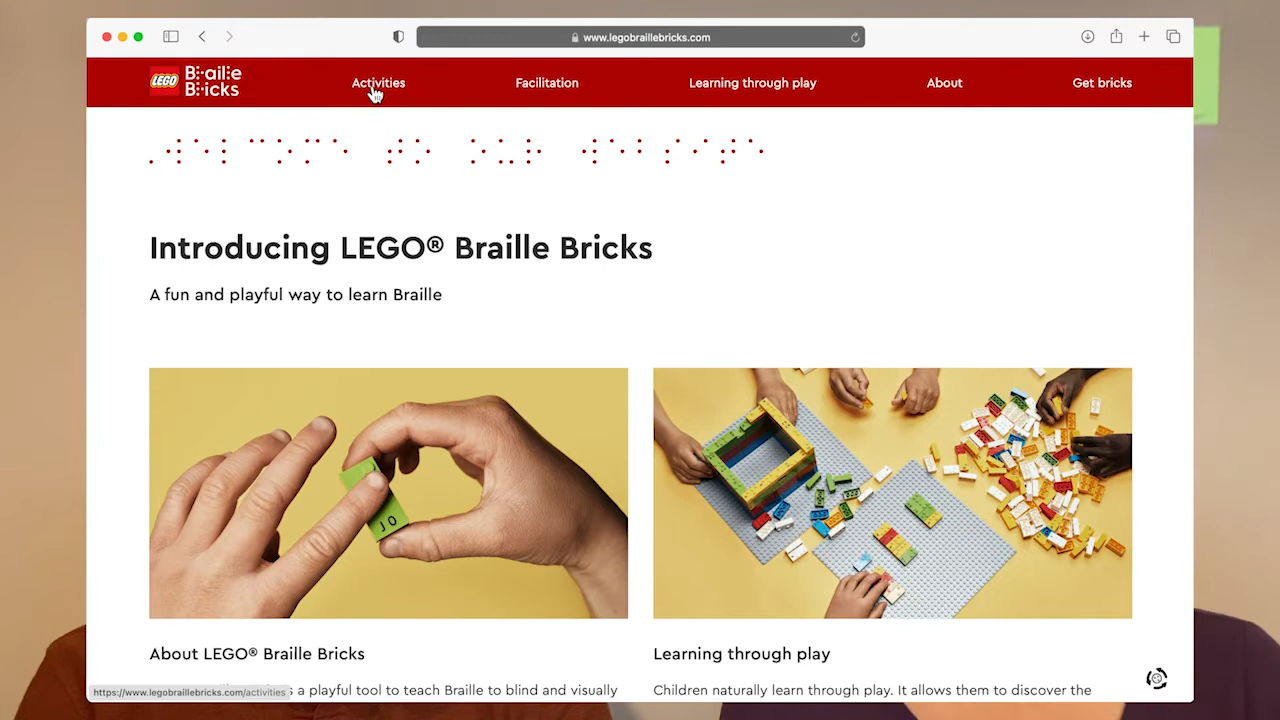 www.legobraillebricks.com
LEGO Braille Bricks
Activities
Facilitation
Learning through play
About
Get bricks
⠠⠺⠑⠇⠉⠕⠍⠑ ⠞⠕ ⠕⠥⠗ ⠺⠑⠃⠎⠊⠞⠑
Introducing LEGO® Braille Bricks
A fun and playful way to learn Braille
J O
About LEGO® Braille Bricks
a playful tool to teach Braille to blind and visually
Learning through play
Children naturally learn through play. It allows them to discover the
https://www.legobraillebricks.com/activities